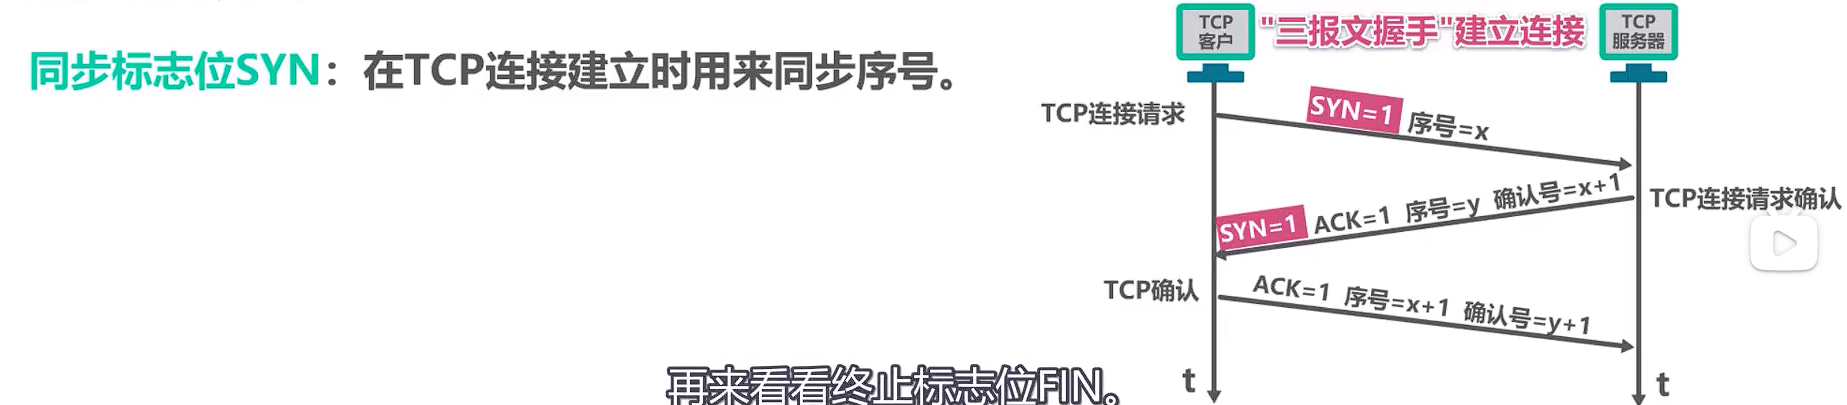 同步标志位SYN：在TCP连接建立时用来同步序号。
TCP
客户
"三报文握手"建立连接
TCP
服务器
TCP连接请求
SYN=1 序号=x
TCP连接请求确认
SYN=1 ACK=1 序号=y 确认号=x+1
TCP确认
ACK=1 序号=x+1 确认号=y+1
t
t
再来看看终止标志位FIN。